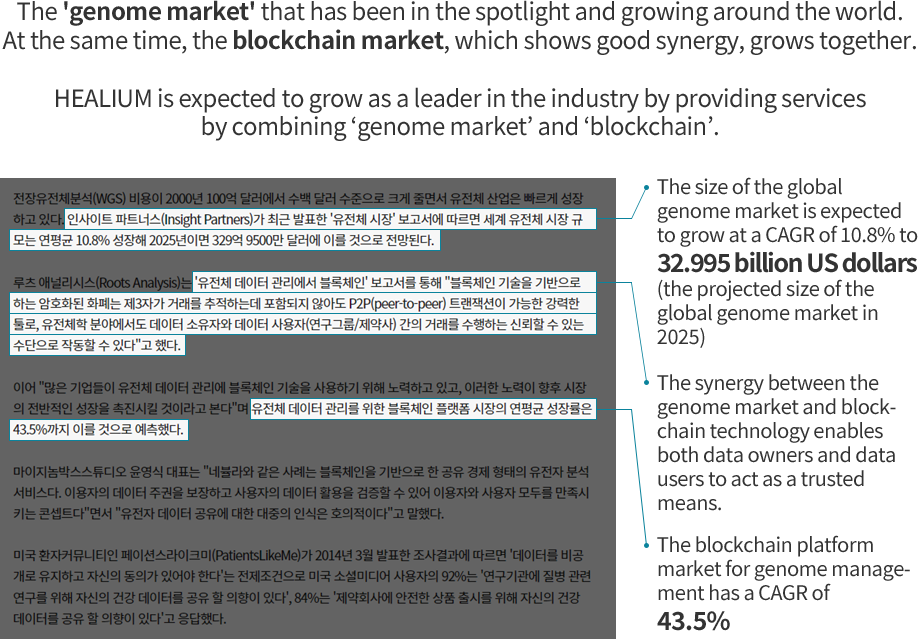 The 'genome market' that has been in the spotlight and growing around the world.
At the same time, the blockchain market, which shows good synergy, grows together.
HEALIUM is expected to grow as a leader in the industry by providing services
by combining ‘genome market’ and ‘blockchain’.
전장유전체분석(WGS) 비용이 2000년 100억 달러에서 수백 달러 수준으로 크게 줄면서 유전체 산업은 빠르게 성장
하고 있다. 인사이트 파트너스(Insight Partners)가 최근 발표한 '유전체 시장' 보고서에 따르면 세계 유전체 시장 규
모는 연평균 10.8% 성장해 2025년이면 329억 9500만 달러에 이를 것으로 전망된다.
루츠 애널리시스(Roots Analysis)는 '유전체 데이터 관리에서 블록체인' 보고서를 통해 "블록체인 기술을 기반으로
하는 암호화된 화폐는 제3자가 거래를 추적하는데 포함되지 않아도 P2P(peer-to-peer) 트랜잭션이 가능한 강력한
툴로, 유전체학 분야에서도 데이터 소유자와 데이터 사용자(연구그룹/제약사) 간의 거래를 수행하는 신뢰할 수 있는
수단으로 작동할 수 있다"고 했다.
이어 "많은 기업들이 유전체 데이터 관리에 블록체인 기술을 사용하기 위해 노력하고 있고, 이러한 노력이 향후 시장
의 전반적인 성장을 촉진시킬 것이라고 본다"며 유전체 데이터 관리를 위한 블록체인 플랫폼 시장의 연평균 성장률은
43.5%까지 이를 것으로 예측했다.
마이지놈박스스튜디오 윤영식 대표는 "네뷸라와 같은 사례는 블록체인을 기반으로 한 공유 경제 형태의 유전자 분석
서비스다. 이용자의 데이터 주권을 보장하고 사용자의 데이터 활용을 검증할 수 있어 이용자와 사용자 모두를 만족시
키는 콘셉트다"면서 "유전자 데이터 공유에 대한 대중의 인식은 호의적이다"고 말했다.
미국 환자커뮤니티인 페이션스라이크미(PatientsLikeMe)가 2014년 3월 발표한 조사결과에 따르면 '데이터를 비공
개로 유지하고 자신의 동의가 있어야 한다'는 전제조건으로 미국 소셜미디어 사용자의 92%는 '연구기관에 질병 관련
연구를 위해 자신의 건강 데이터를 공유 할 의향이 있다', 84%는 '제약회사에 안전한 상품 출시를 위해 자신의 건강
데이터를 공유 할 의향이 있다'고 응답했다.
The size of the global
genome market is expected
to grow at a CAGR of 10.8% to
32.995 billion US dollars
(the projected size of the
global genome market in
2025)
The synergy between the
genome market and block-
chain technology enables
both data owners and data
users to act as a trusted
means.
The blockchain platform
market for genome manage-
ment has a CAGR of
43.5%